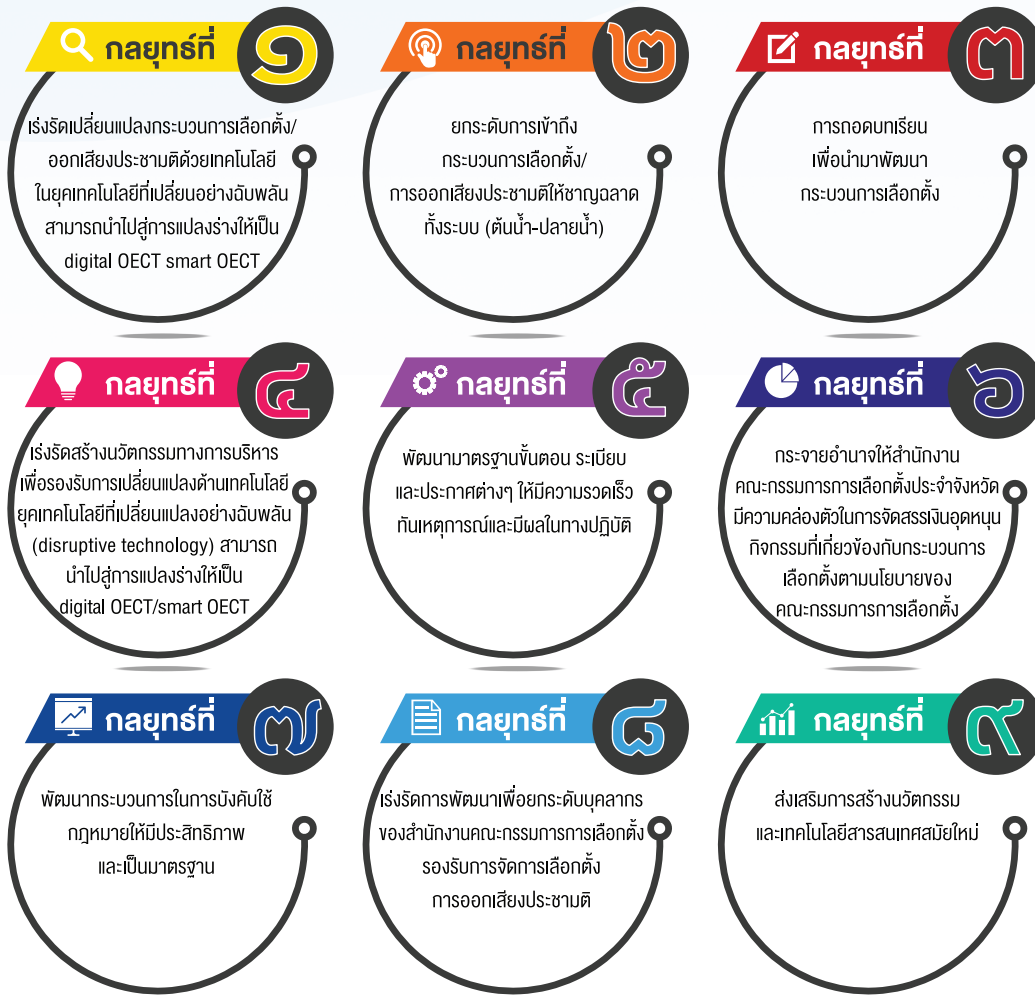 กลยุทธ์ที่ ๑
เร่งรัดเปลี่ยนแปลงกระบวนการเลือกตั้ง/
ออกเสียงประชามติด้วยเทคโนโลยี
ในยุคเทคโนโลยีที่เปลี่ยนอย่างฉับพลัน
สามารถนำไปสู่การแปลงร่างให้เป็น
digital OECT smart OECT
กลยุทธ์ที่ ๒
ยกระดับการเข้าถึง
กระบวนการเลือกตั้ง/
การออกเสียงประชามติให้ชาญฉลาด
ทั้งระบบ (ต้นน้ำ-ปลายน้ำ)
กลยุทธ์ที่ ๓
การถอดบทเรียน
เพื่อนำมาพัฒนา
กระบวนการเลือกตั้ง
กลยุทธ์ที่ ๔
เร่งรัดสร้างนวัตกรรมทางการบริหาร
เพื่อรองรับการเปลี่ยนแปลงด้านเทคโนโลยี
ยุคเทคโนโลยีที่เปลี่ยนแปลงอย่างฉับพลัน
(disruptive technology) สามารถ
นำไปสู่การแปลงร่างให้เป็น
digital OECT/smart OECT
กลยุทธ์ที่ ๕
พัฒนามาตรฐานขั้นตอน ระเบียบ
และประกาศต่างๆ ให้มีความรวดเร็ว
ทันเหตุการณ์และมีผลในทางปฏิบัติ
กลยุทธ์ที่ ๖
กระจายอำนาจให้สำนักงาน
คณะกรรมการการเลือกตั้งประจำจังหวัด
มีความคล่องตัวในการจัดสรรเงินอุดหนุน
กิจกรรมที่เกี่ยวข้องกับกระบวนการ
เลือกตั้งตามนโยบายของ
คณะกรรมการการเลือกตั้ง
กลยุทธ์ที่ ๗
พัฒนากระบวนการในการบังคับใช้
กฎหมายให้มีประสิทธิภาพ
และเป็นมาตรฐาน
กลยุทธ์ที่ ๘
เร่งรัดการพัฒนาเพื่อยกระดับบุคลากร
ของสำนักงานคณะกรรมการการเลือกตั้ง
รองรับการจัดการเลือกตั้ง
การออกเสียงประชามติ
กลยุทธ์ที่ ๙
ส่งเสริมการสร้างนวัตกรรม
และเทคโนโลยีสารสนเทศสมัยใหม่